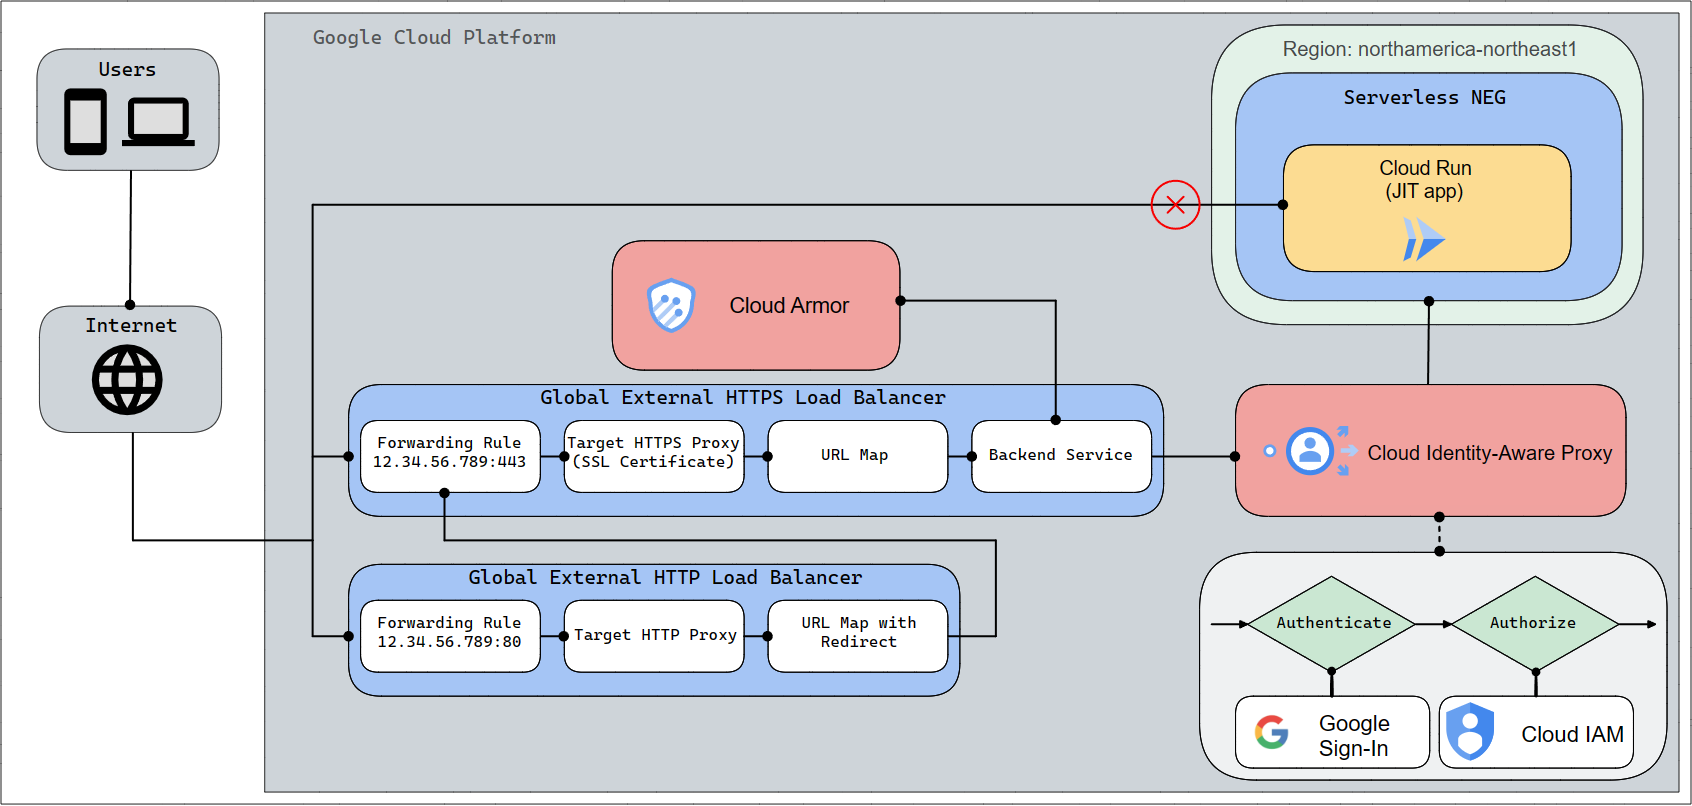 Google Cloud Platform
Users
Internet
Region: northamerica-northeast1
Serverless NEG
Cloud Run
(JIT app)
Cloud Armor
Global External HTTPS Load Balancer
Forwarding Rule
12.34.56.789:443
Target HTTPS Proxy
(SSL Certificate)
URL Map
Backend Service
Cloud Identity-Aware Proxy
Global External HTTP Load Balancer
Forwarding Rule
12.34.56.789:80
Target HTTP Proxy
URL Map with
Redirect
Authenticate
Authorize
Google
Sign-In
Cloud IAM